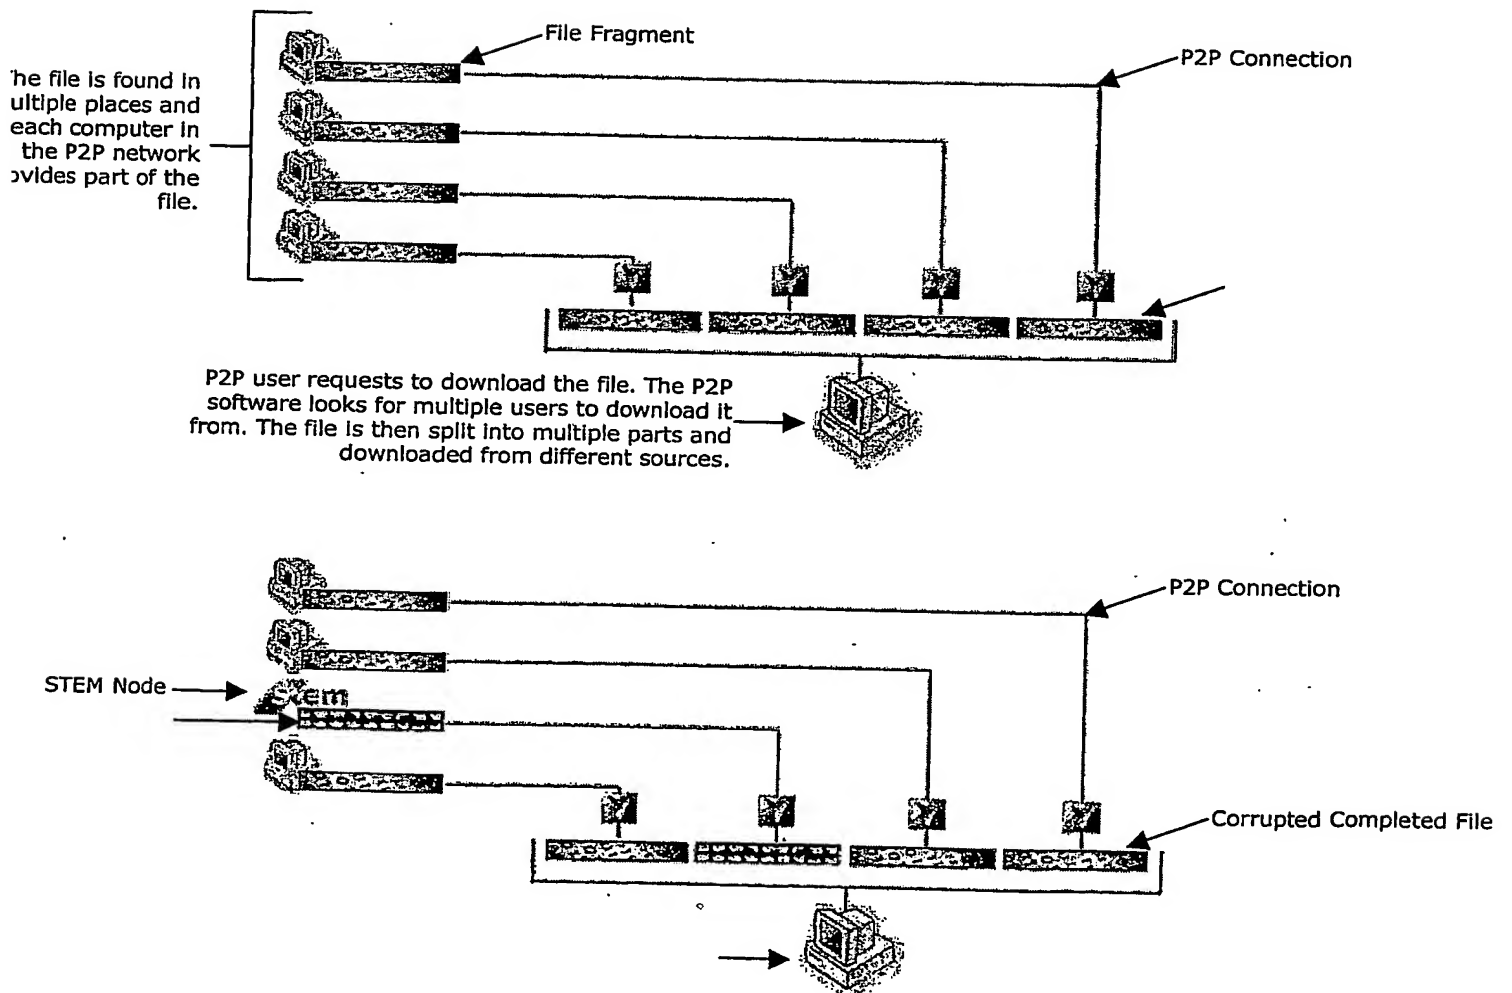 File Fragment
P2P Connection
he file is found in
ultiple places and
each computer in
the P2P network
ovides part of the
file.
P2P user requests to download the file. The P2P
software looks for multiple users to download it
from. The file is then split into multiple parts and
downloaded from different sources.
P2P Connection
STEM Node
Corrupted Completed File